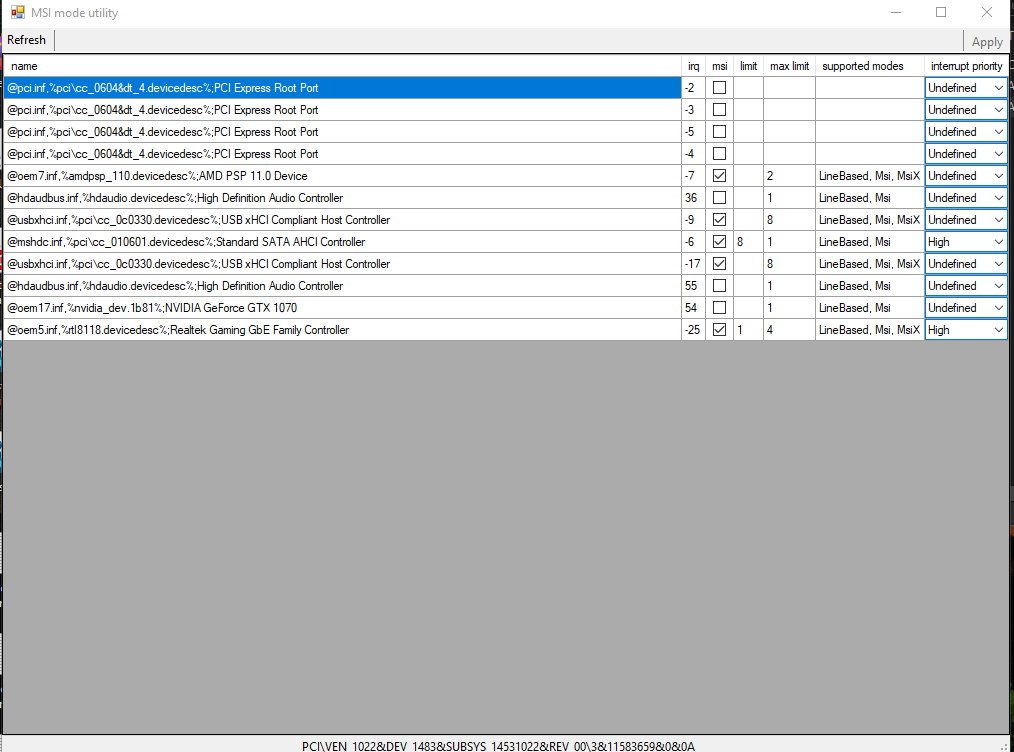 MSI mode utility
Refresh Apply
name irq msi limit max limit supported modes interrupt priority
@pci.inf,%pci\cc_0604&dt_4.devicedesc%;PCI Express Root Port -2 Undefined
@pci.inf,%pci\cc_0604&dt_4.devicedesc%;PCI Express Root Port -3 Undefined
@pci.inf,%pci\cc_0604&dt_4.devicedesc%;PCI Express Root Port -5 Undefined
@pci.inf,%pci\cc_0604&dt_4.devicedesc%;PCI Express Root Port -4 Undefined
@oem7.inf,%amdpsp_110.devicedesc%;AMD PSP 11.0 Device -7 2 LineBased, Msi, MsiX Undefined
@hdaudbus.inf,%hdaudio.devicedesc%;High Definition Audio Controller 36 1 LineBased, Msi Undefined
@usbxhci.inf,%pci\cc_0c0330.devicedesc%;USB xHCI Compliant Host Controller -9 8 LineBased, Msi, MsiX Undefined
@mshdc.inf,%pci\cc_010601.devicedesc%;Standard SATA AHCI Controller -6 8 1 LineBased, Msi High
@usbxhci.inf,%pci\cc_0c0330.devicedesc%;USB xHCI Compliant Host Controller -17 8 LineBased, Msi, MsiX Undefined
@hdaudbus.inf,%hdaudio.devicedesc%;High Definition Audio Controller 55 1 LineBased, Msi Undefined
@oem17.inf,%nvidia_dev.1b81%;NVIDIA GeForce GTX 1070 54 1 LineBased, Msi Undefined
@oem5.inf,%rtl8118.devicedesc%;Realtek Gaming GbE Family Controller -25 1 4 LineBased, Msi, MsiX High
PCI\VEN_1022&DEV_1483&SUBSYS_14531022&REV_00\3&11583659&0&0A